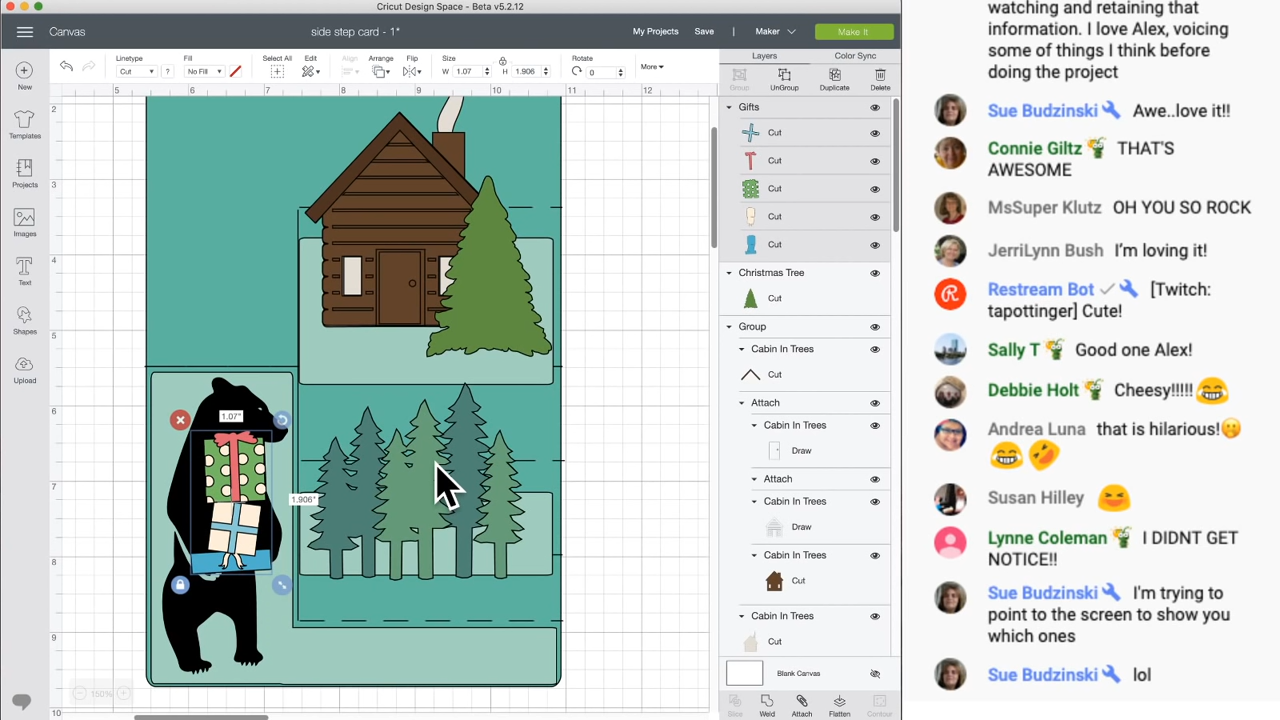 Cricut Design Space - Beta v5.2.12
Canvas
side step card - 1*
My Projects
Save
Maker
Make It
Linetype
Cut
?
Fill
No Fill
Select All
Edit
Align
Arrange
Flip
Size
W 1.07
H 1.906
Rotate
0
More
New
Templates
Projects
Images
Text
Shapes
Upload
5 6 7 8 9 10 11 12
2
3
4
5
6
7
8
9
10
1.07"
1.906"
150%
Layers
Color Sync
Group
UnGroup
Duplicate
Delete
Gifts
Cut
Cut
Cut
Cut
Cut
Christmas Tree
Cut
Group
Cabin In Trees
Cut
Attach
Cabin In Trees
Draw
Attach
Cabin In Trees
Draw
Cabin In Trees
Cut
Cabin In Trees
Cut
Blank Canvas
Slice
Weld
Attach
Flatten
Contour
watching and retaining that
information. I love Alex, voicing
some of things I think before
doing the project
Sue Budzinski Awe..love it!!
Connie Giltz THAT'S
AWESOME
MsSuper Klutz OH YOU SO ROCK
JerriLynn Bush I'm loving it!
Restream Bot [Twitch:
tapottinger] Cute!
Sally T Good one Alex!
Debbie Holt Cheesy!!!!!
Andrea Luna that is hilarious!
Susan Hilley
Lynne Coleman I DIDNT GET
NOTICE!!
Sue Budzinski I'm trying to
point to the screen to show you
which ones
Sue Budzinski lol